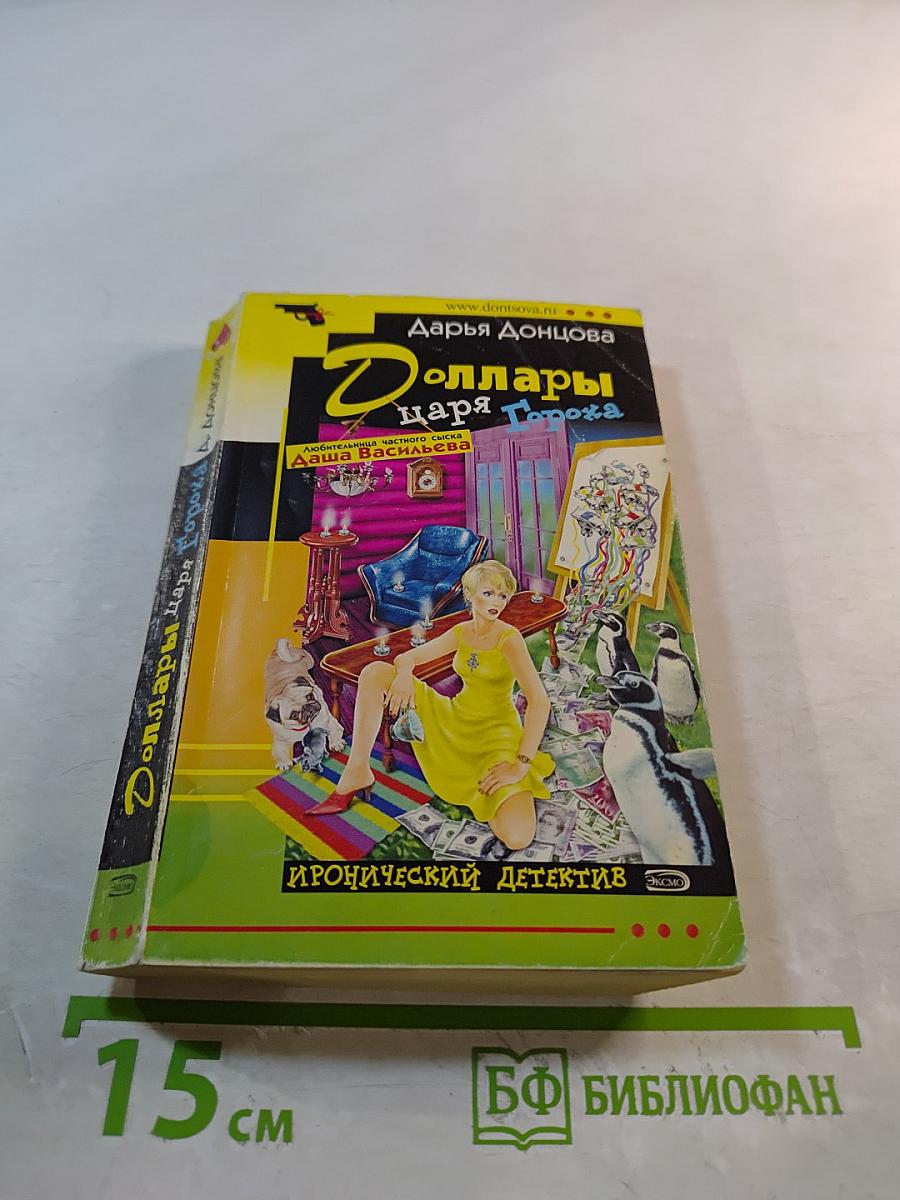 www.dontsova.ru
Дарья Донцова
Доллары
царя Гороха
Любительница частного сыска
Даша Васильева
ИРОНИЧЕСКИЙ ДЕТЕКТИВ ЭКСМО
Доллары царя Гороха Д. Донцова
ЭКСМО
15 см
БФ БИБЛИОФАН